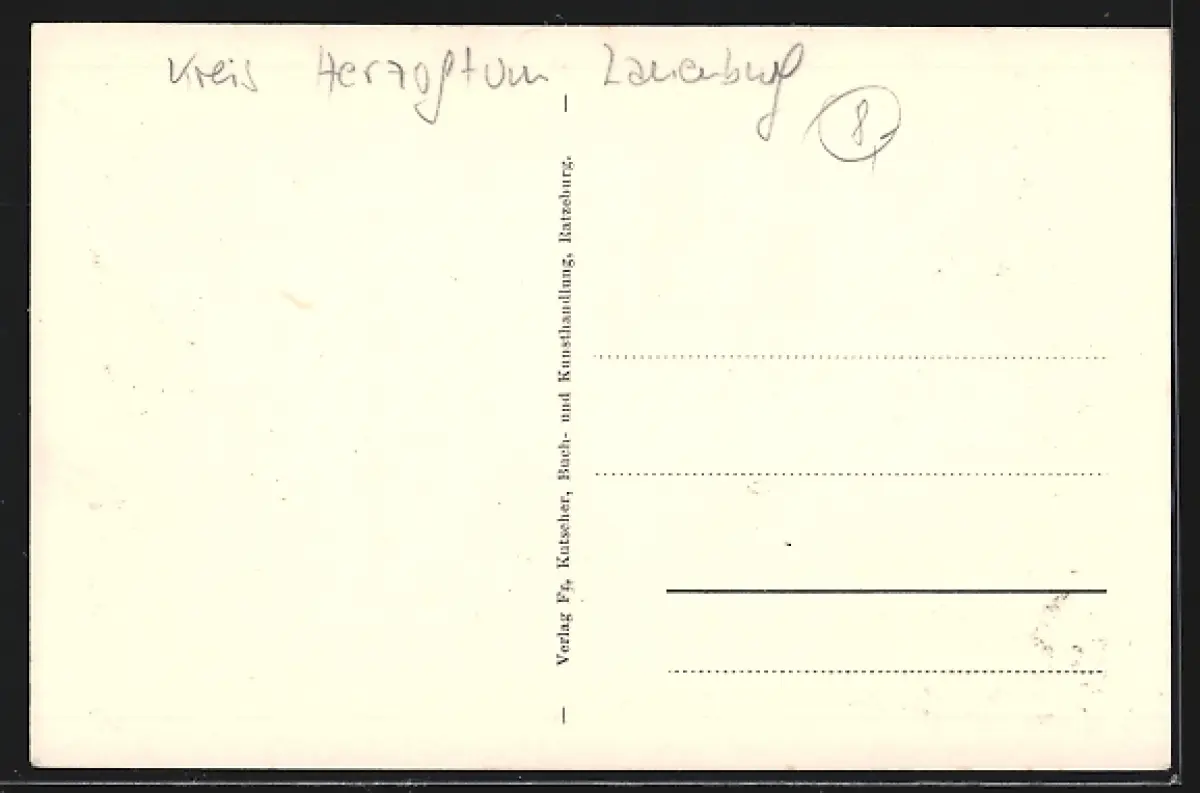 Kreis Herzogtum Lauenburg
8,-
Verlag Fr. Kutscher, Buch- und Kunsthandlung, Ratzeburg.